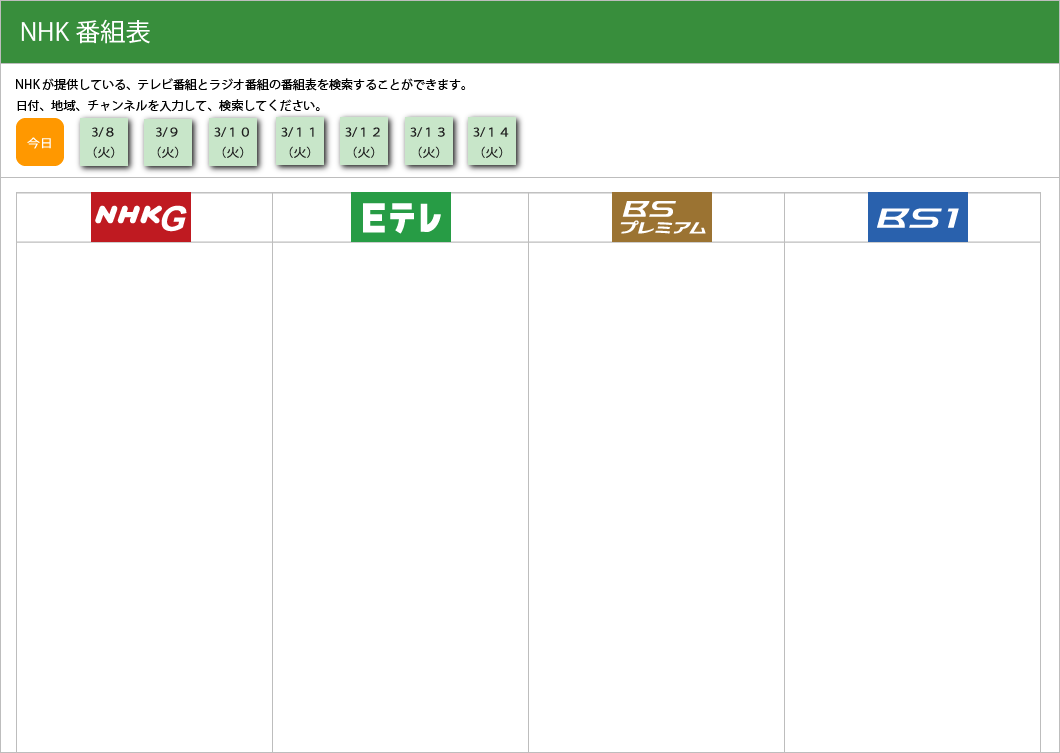 NHK 番組表
NHKが提供している、テレビ番組とラジオ番組の番組表を検索することができます。
日付、地域、チャンネルを入力して、検索してください。
今日
3/８
（火）
3/９
（火）
3/１０
（火）
3/１１
（火）
3/１２
（火）
3/１３
（火）
3/１４
（火）
NHKG
Eテレ
BS
プレミアム
BS1